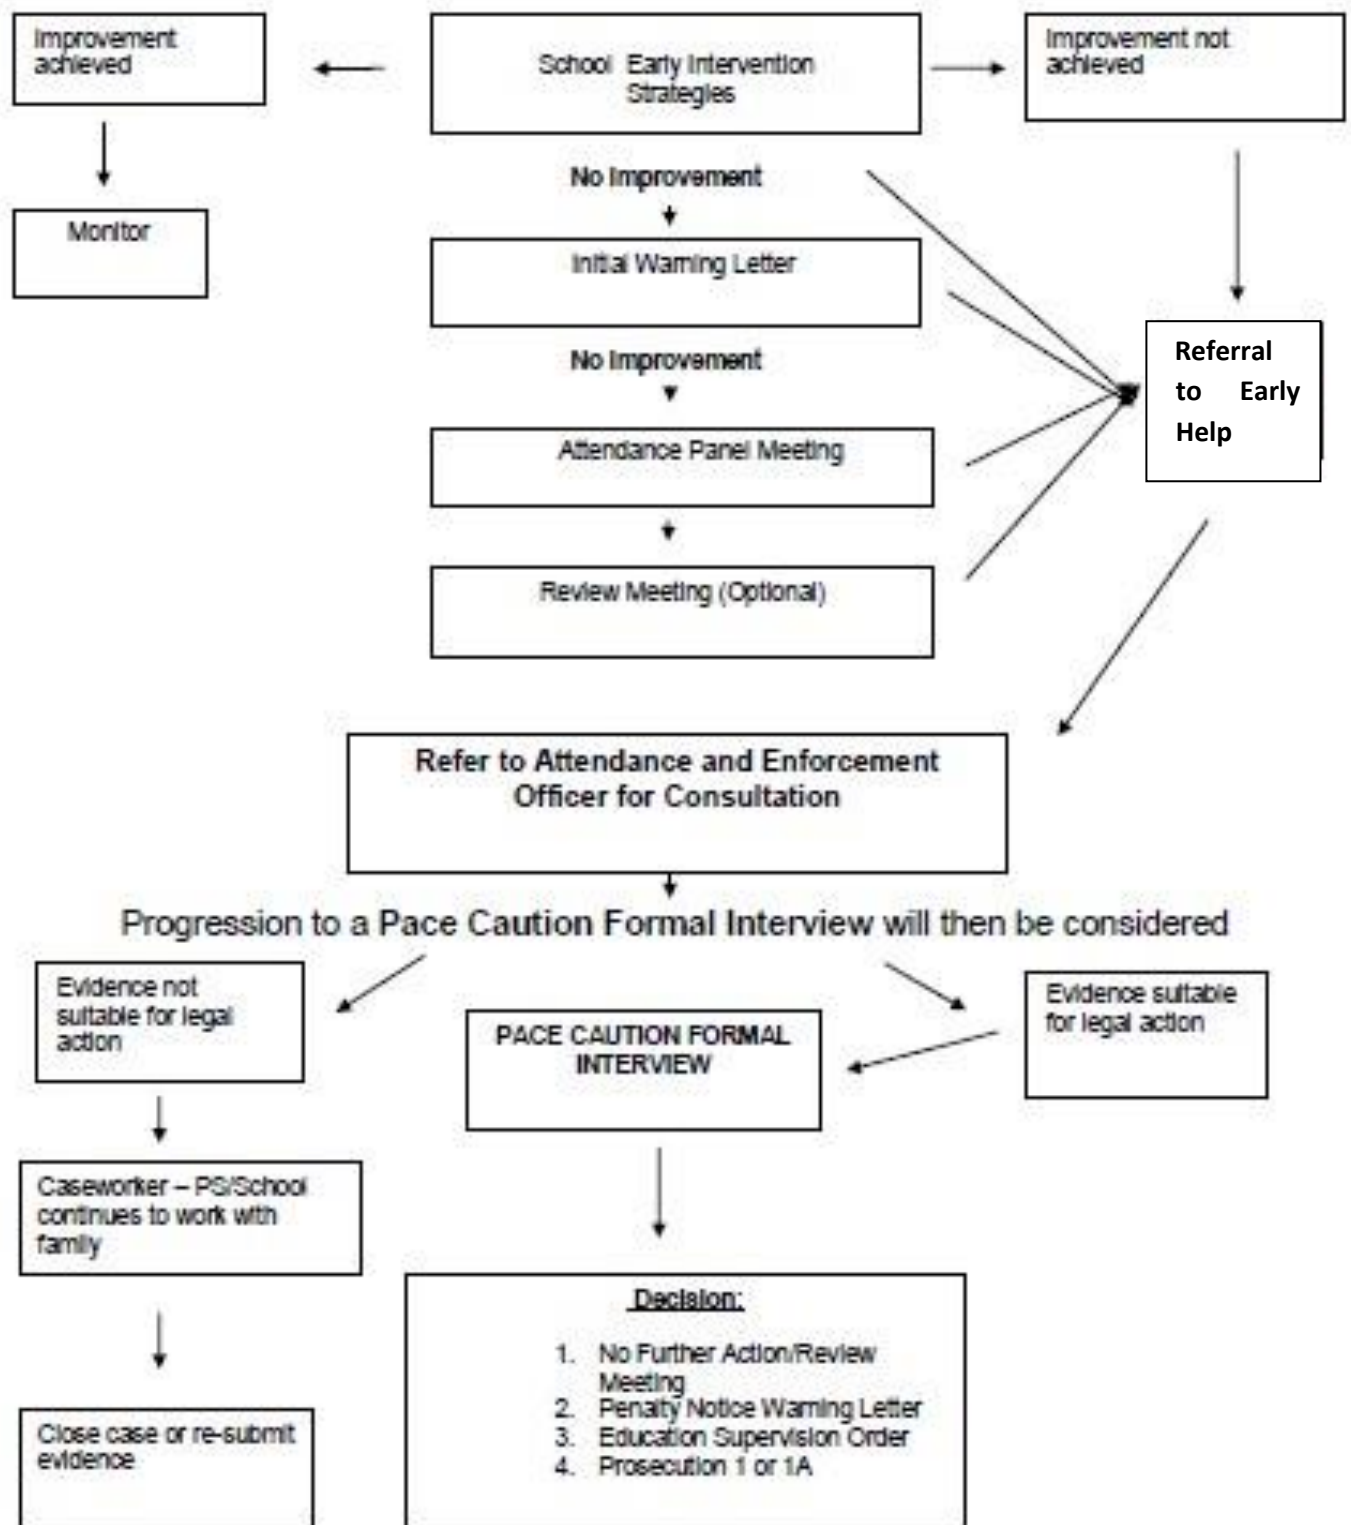 Improvement
achieved
School Early Intervention
Strategies
Improvement not
achieved
No Improvement
Monitor
Initial Warning Letter
No Improvement
Referral
to Early
Help
Attendance Panel Meeting
Review Meeting (Optional)
Refer to Attendance and Enforcement
Officer for Consultation
Progression to a Pace Caution Formal Interview will then be considered
Evidence not
suitable for legal
action
PACE CAUTION FORMAL
INTERVIEW
Evidence suitable
for legal action
Caseworker – PS/School
continues to work with
family
Decision:
1. No Further Action/Review
Meeting
2. Penalty Notice Warning Letter
3. Education Supervision Order
4. Prosecution 1 or 1A
Close case or re-submit
evidence